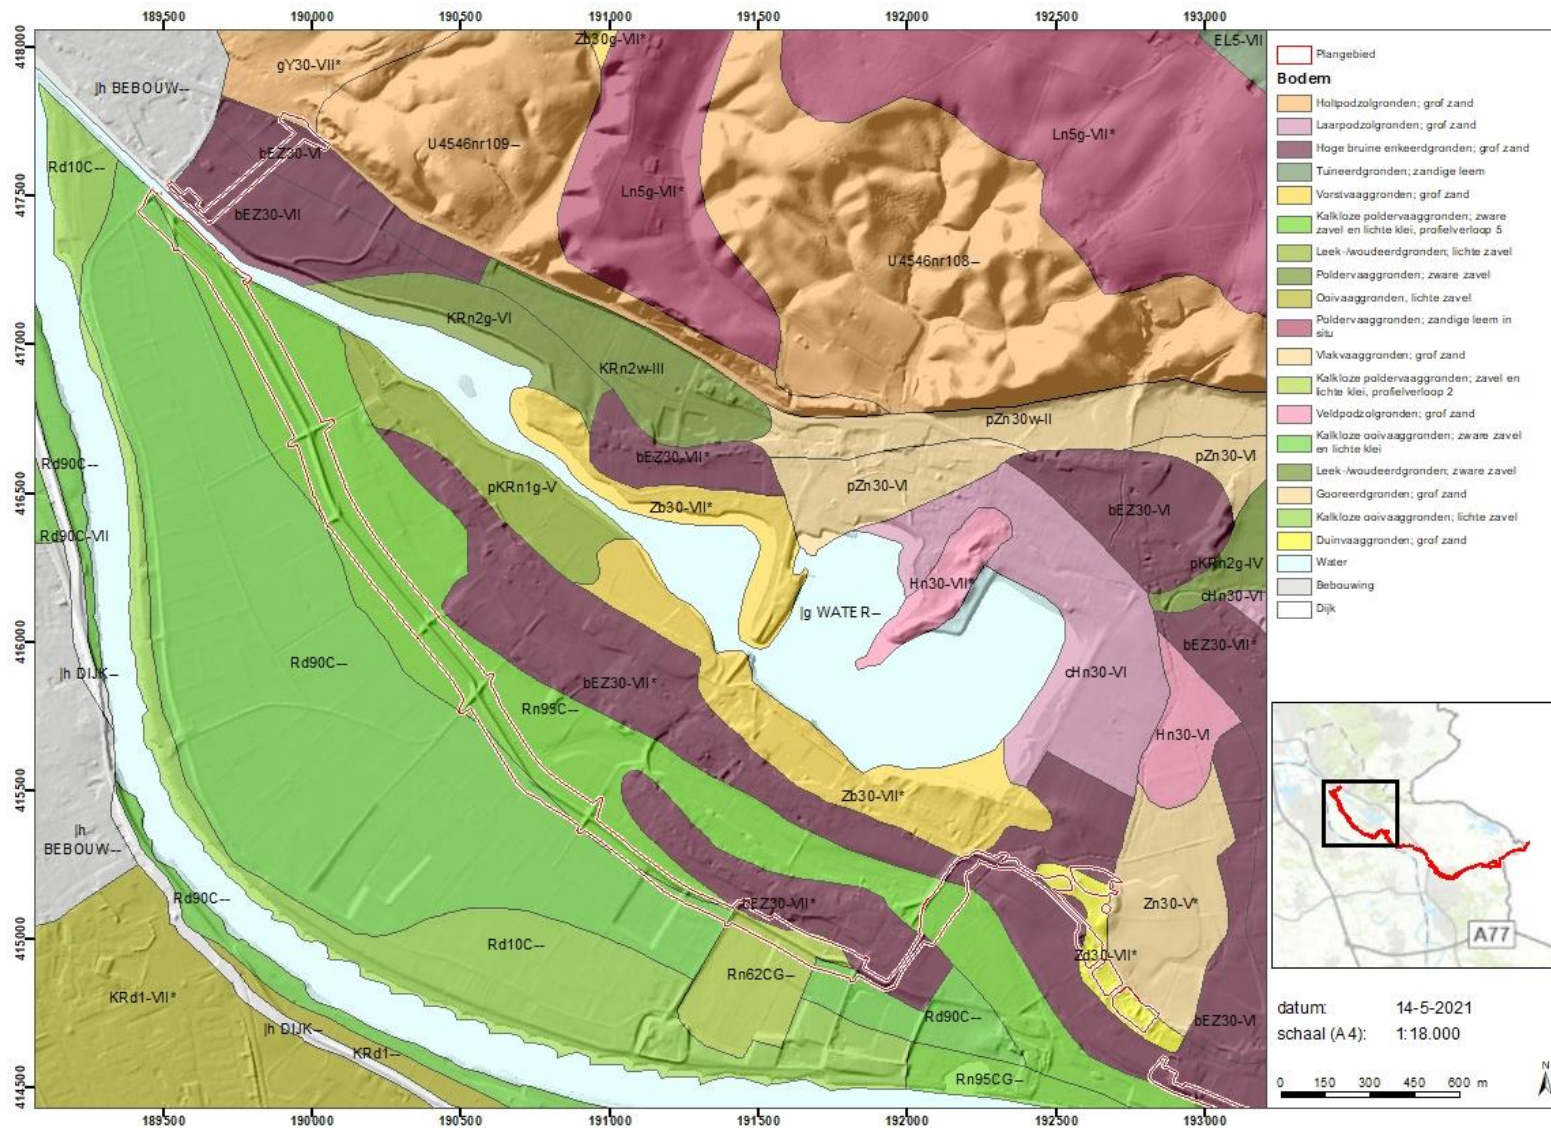 189500 190000 190500 191000 191500 192000 192500 193000
418000
417500
417000
416500
416000
415500
415000
414500
189500 190000 190500 191000 191500 192000 192500 193000
Zb30g-VII*
EL5-VII
gY30-VII*
|h BEBOUW--
U4546nr109--
Ln5g-VII*
bEZ30-VI
Rd10C--
Ln5g-VII*
bEZ30-VII
U4546nr108--
KRn2g-VI
KRn2w-III
pZn30w-II
bEZ30-VII*
pZn30-VI
Rd90C--
pKRn1g-V
pZn30-VI
Zb30-VII*
bEZ30-VI
Rd90C-VII
pKRn2g-IV
Hn30-VII*
cHn30-VI
|g WATER--
bEZ30-VII*
Rd90C--
|h DIJK--
bEZ30-VII*
cHn30-VI
Rn95C--
Hn30-VI
Zb30-VII*
|h
BEBOUW--
Rd90C--
bEZ30-VII*
Zn30-V*
Rd10C--
Zd30-VII*
Rn62CG--
KRd1-VII*
|h DIJK--
Rd90C--
bEZ30-VI
KRd1--
Rn95CG--
Plangebied
Bodem
Holtpodzolgronden; grof zand
Laarpodzolgronden; grof zand
Hoge bruine enkeerdgronden; grof zand
Tuineerdgronden; zandige leem
Vorstvaaggronden; grof zand
Kalkloze poldervaaggronden; zware
zavel en lichte klei, profielverloop 5
Leek-/woudeerdgronden; lichte zavel
Poldervaaggronden; zware zavel
Ooivaaggronden, lichte zavel
Poldervaaggronden; zandige leem in
situ
Vlakvaaggronden; grof zand
Kalkloze poldervaaggronden; zavel en
lichte klei, profielverloop 2
Veldpodzolgronden; grof zand
Kalkloze ooivaaggronden; zware zavel
en lichte klei
Leek-/woudeerdgronden; zware zavel
Gooreerdgronden; grof zand
Kalkloze ooivaaggronden; lichte zavel
Duinvaaggronden; grof zand
Water
Bebouwing
Dijk
A77
datum: 14-5-2021
schaal (A4): 1:18.000
N
0 150 300 450 600 m